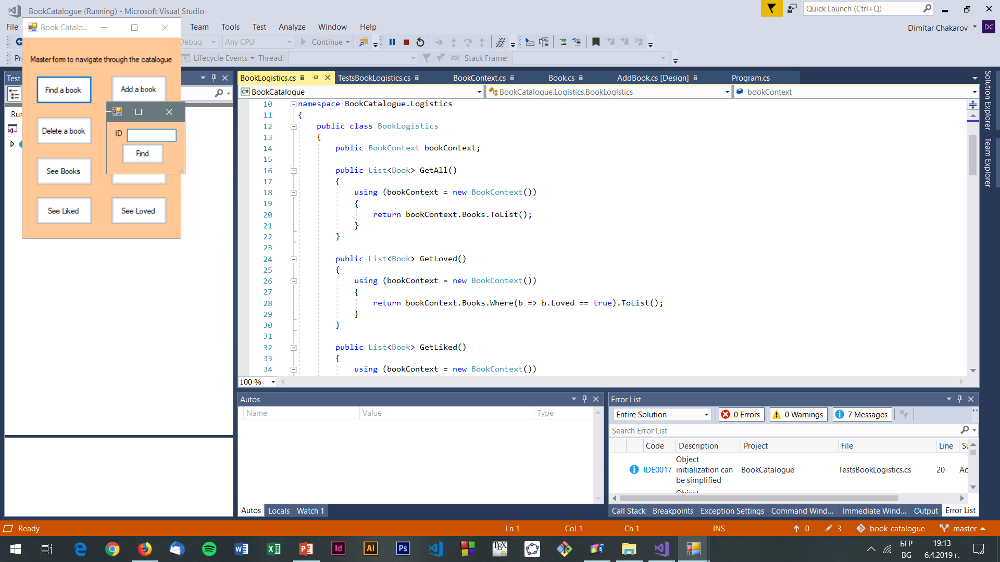 BookCatalogue (Running) - Microsoft Visual Studio
Quick Launch (Ctrl+Q)
File
Team
Tools
Test
Analyze
Window
Help
Dimitar Chakarov
DC
Debug
Any CPU
Continue
Lifecycle Events
Thread:
Stack Frame:
Book Catalo...
Master form to navigate through the catalogue
Find a book
Add a book
Delete a book
See Books
See Liked
See Loved
ID
Find
Test
BookLogistics.cs
TestsBookLogistics.cs
BookContext.cs
Book.cs
AddBook.cs [Design]
Program.cs
BookCatalogue
BookCatalogue.Logistics.BookLogistics
bookContext
10 namespace BookCatalogue.Logistics
11 {
12 public class BookLogistics
13 {
14 public BookContext bookContext;
15
16 public List<Book> GetAll()
17 {
18 using (bookContext = new BookContext())
19 {
20 return bookContext.Books.ToList();
21 }
22 }
23
24 public List<Book> GetLoved()
25 {
26 using (bookContext = new BookContext())
27 {
28 return bookContext.Books.Where(b => b.Loved == true).ToList();
29 }
30 }
31
32 public List<Book> GetLiked()
33 {
34 using (bookContext = new BookContext())
100 %
Solution Explorer
Team Explorer
Autos
Name
Value
Type
Autos
Locals
Watch 1
Error List
Entire Solution
0 Errors
0 Warnings
7 Messages
Search Error List
Code
Description
Project
File
Line
IDE0017
Object
initialization can
be simplified
BookCatalogue
TestsBookLogistics.cs
20
Object
Call Stack
Breakpoints
Exception Settings
Command Wind...
Immediate Wind...
Output
Error List
Ready
Ln 1
Col 1
Ch 1
INS
0
3
book-catalogue
master
БГР
BG
19:13
6.4.2019 г.